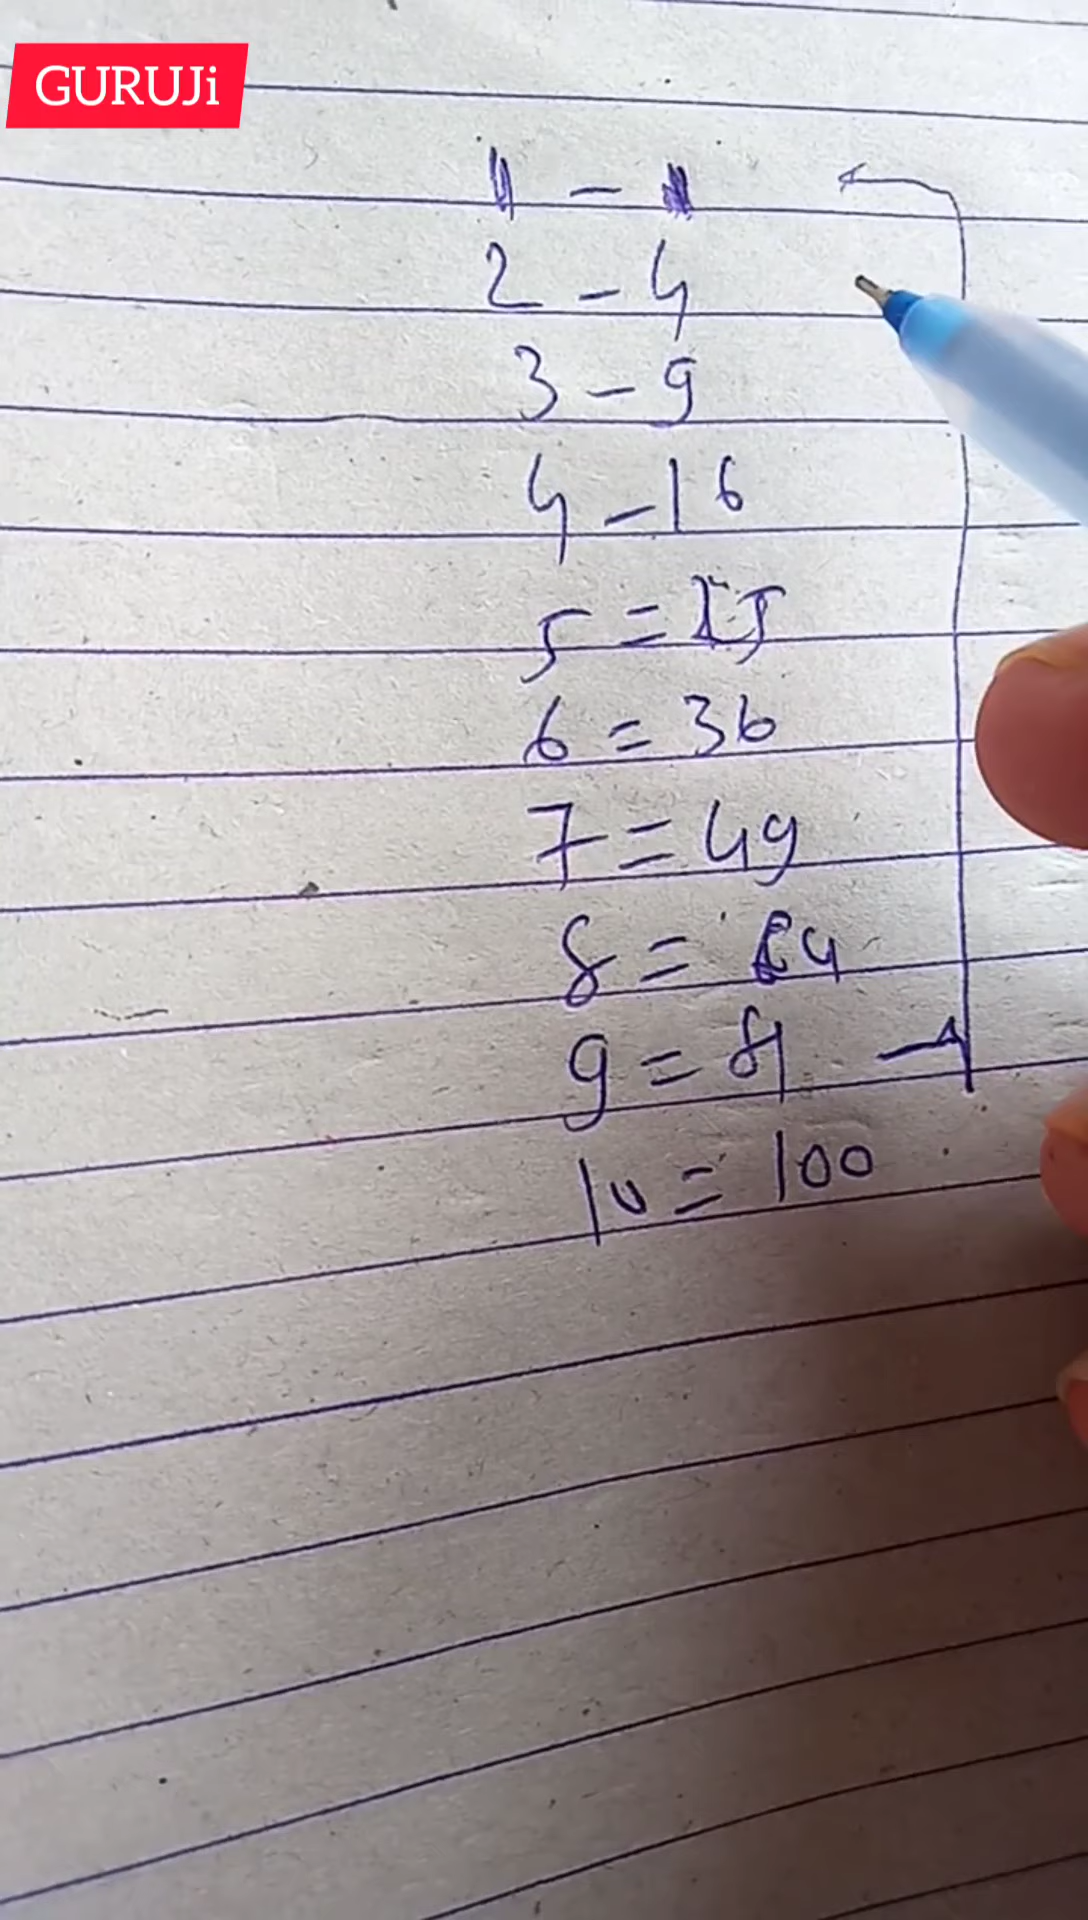 GURUJi
1 - 1
2 - 4
3 - 9
4 - 16
5 = 25
6 = 36
7 = 49
8 = 64
9 = 81
10 = 100